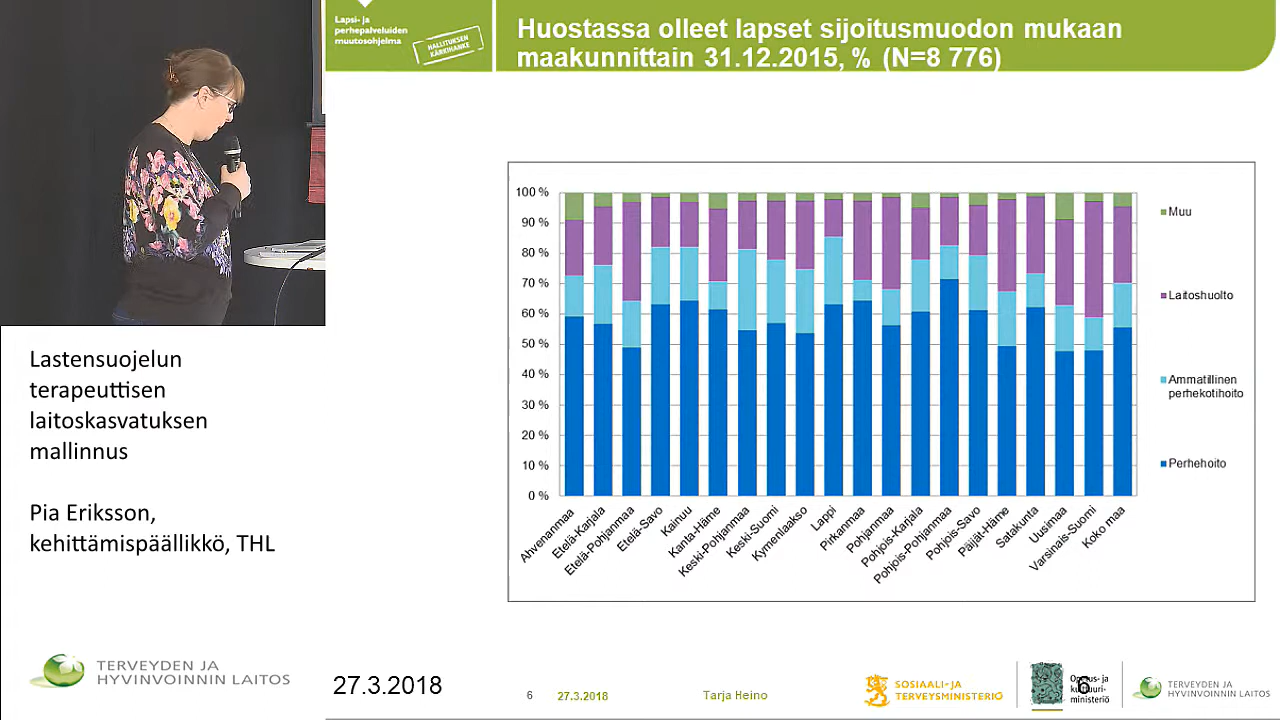 Lapsi- ja
perhepalveluiden
muutosohjelma
HALLITUKSEN
KÄRKIHANKE
Huostassa olleet lapset sijoitusmuodon mukaan
maakunnittain 31.12.2015, % (N=8 776)
100 %
90 %
80 %
70 %
60 %
50 %
40 %
30 %
20 %
10 %
0 %
Muu
Laitoshuolto
Ammatillinen
perhekotihoito
Perhehoito
Ahvenanmaa
Etelä-Karjala
Etelä-Pohjanmaa
Etelä-Savo
Kainuu
Kanta-Häme
Keski-Pohjanmaa
Keski-Suomi
Kymenlaakso
Lappi
Pirkanmaa
Pohjanmaa
Pohjois-Karjala
Pohjois-Pohjanmaa
Pohjois-Savo
Päijät-Häme
Satakunta
Uusimaa
Varsinais-Suomi
Koko maa
Lastensuojelun
terapeuttisen
laitoskasvatuksen
mallinnus
Pia Eriksson,
kehittämispäällikkö, THL
TERVEYDEN JA
HYVINVOINNIN LAITOS
27.3.2018
6
27.3.2018
Tarja Heino
SOSIAALI- JA
TERVEYSMINISTERIÖ
6
ministeriö
TERVEYDEN JA
HYVINVOINNIN LAITOS